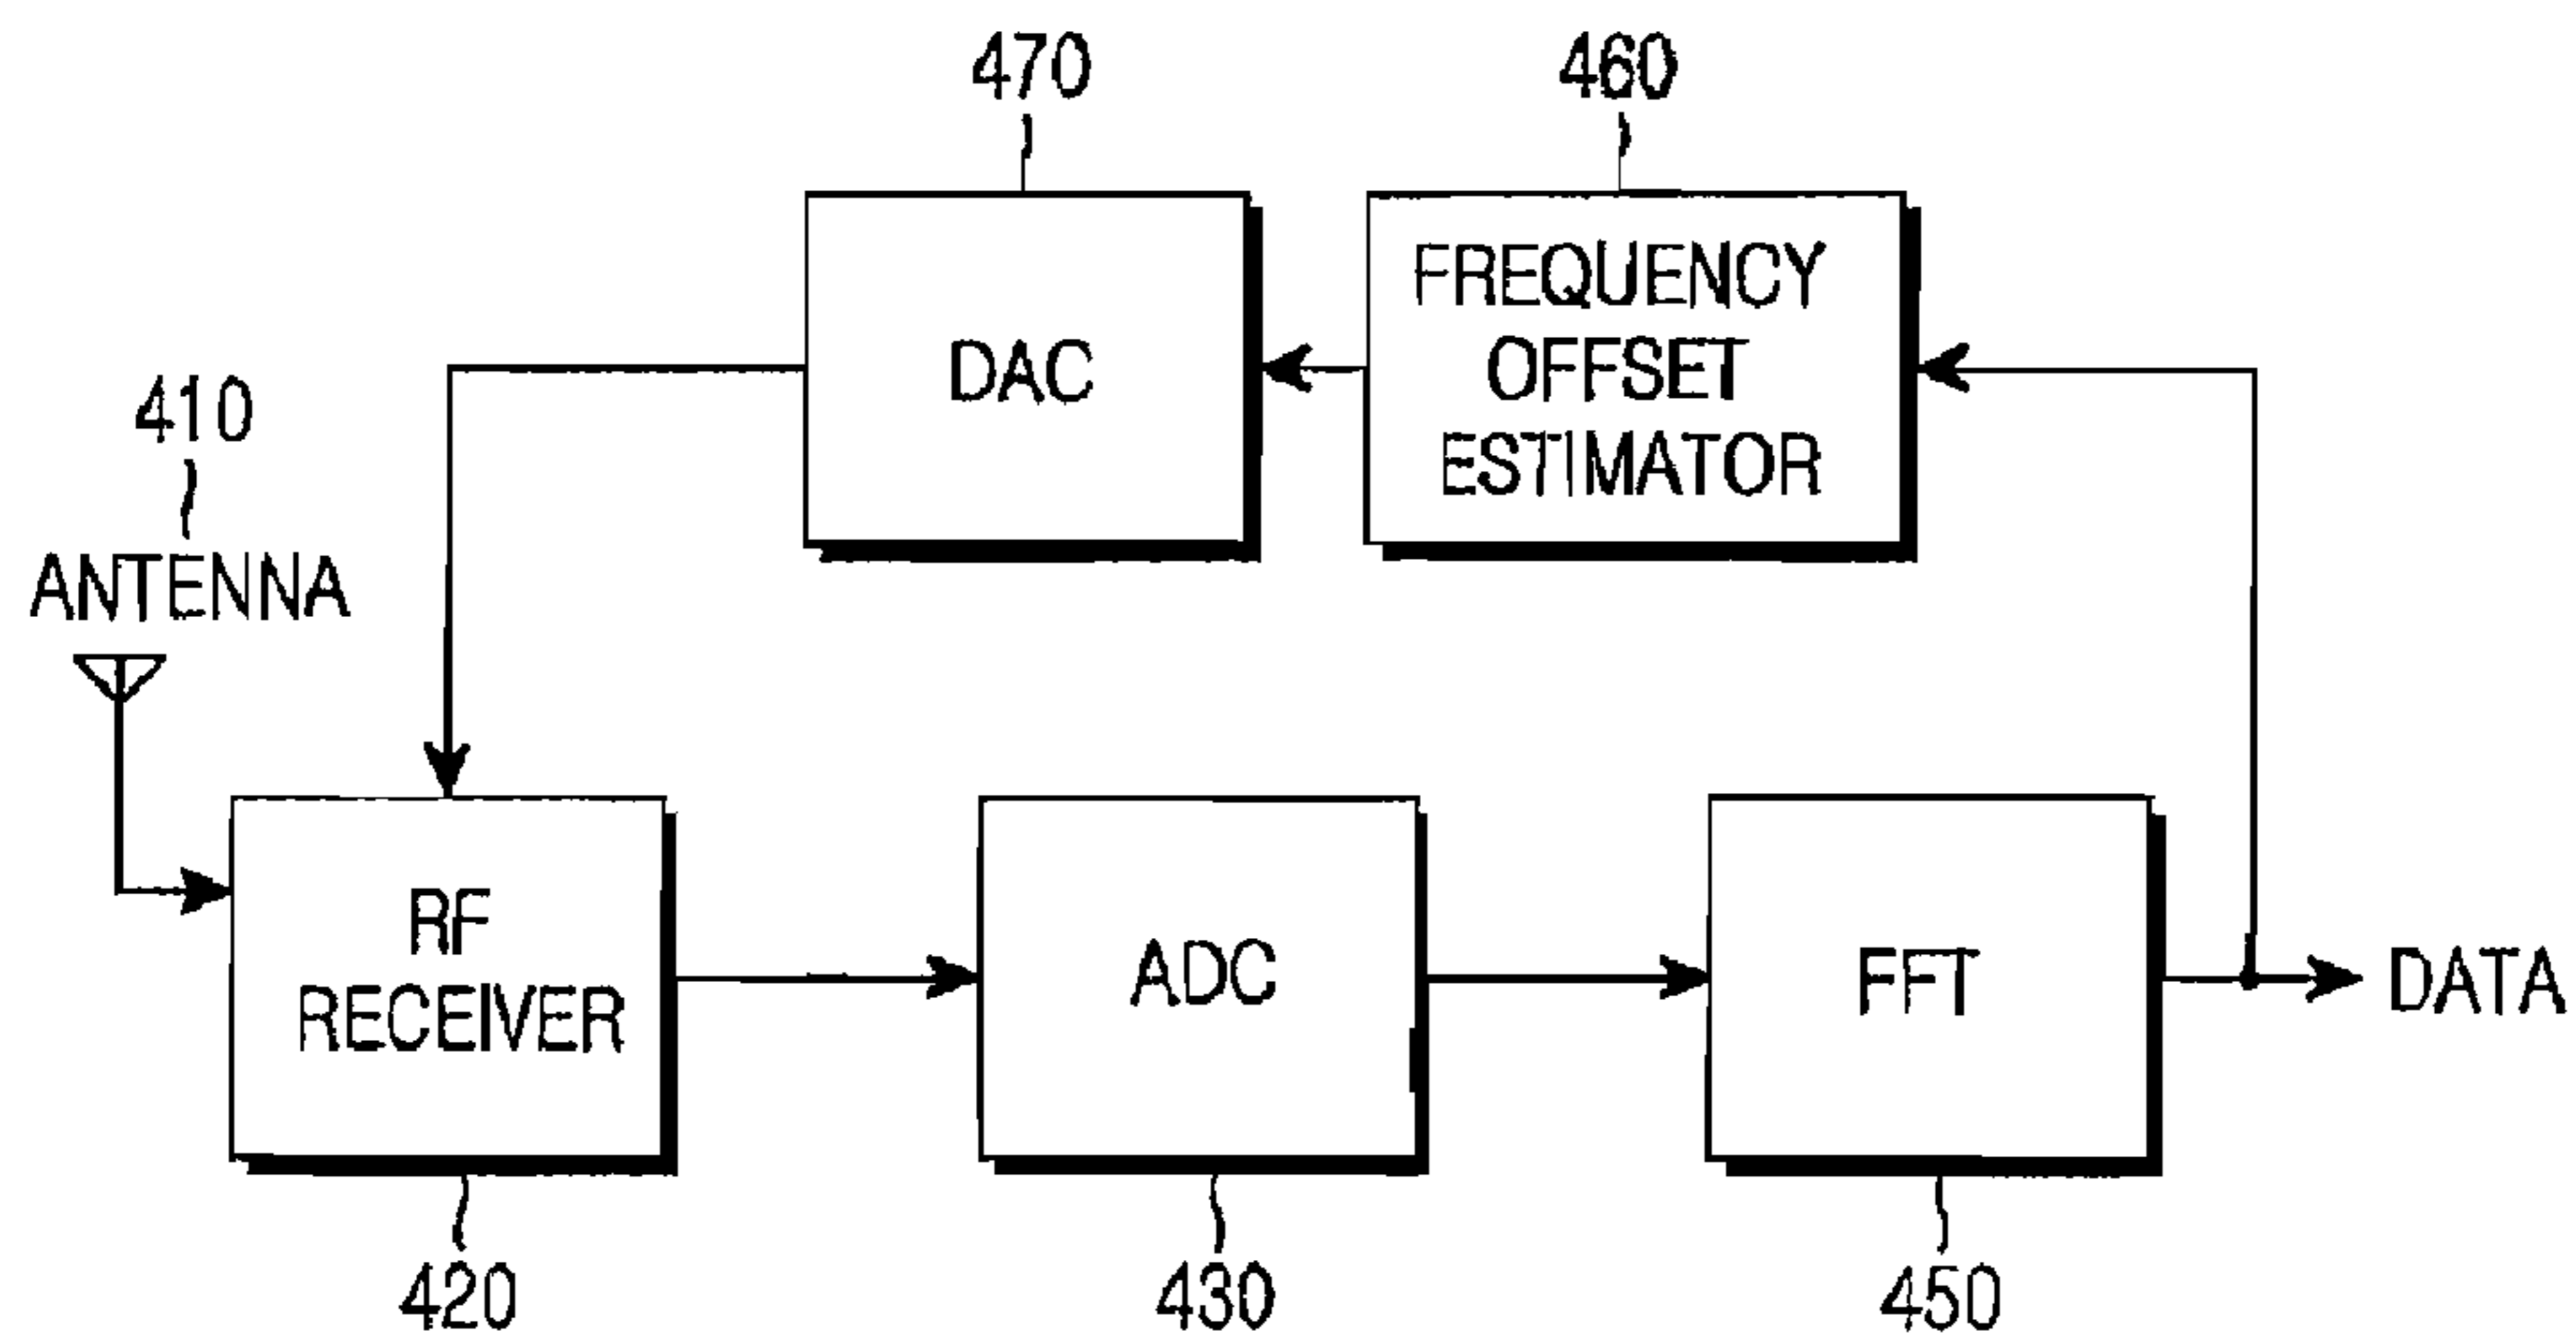 470
460
DAC
FREQUENCY
OFFSET
ESTIMATOR
410
ANTENNA
RF
RECEIVER
ADC
FFT
DATA
420
430
450